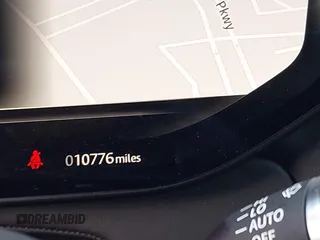 Pkwy
010776 miles
LO
AUTO
OFF
DREAMBID